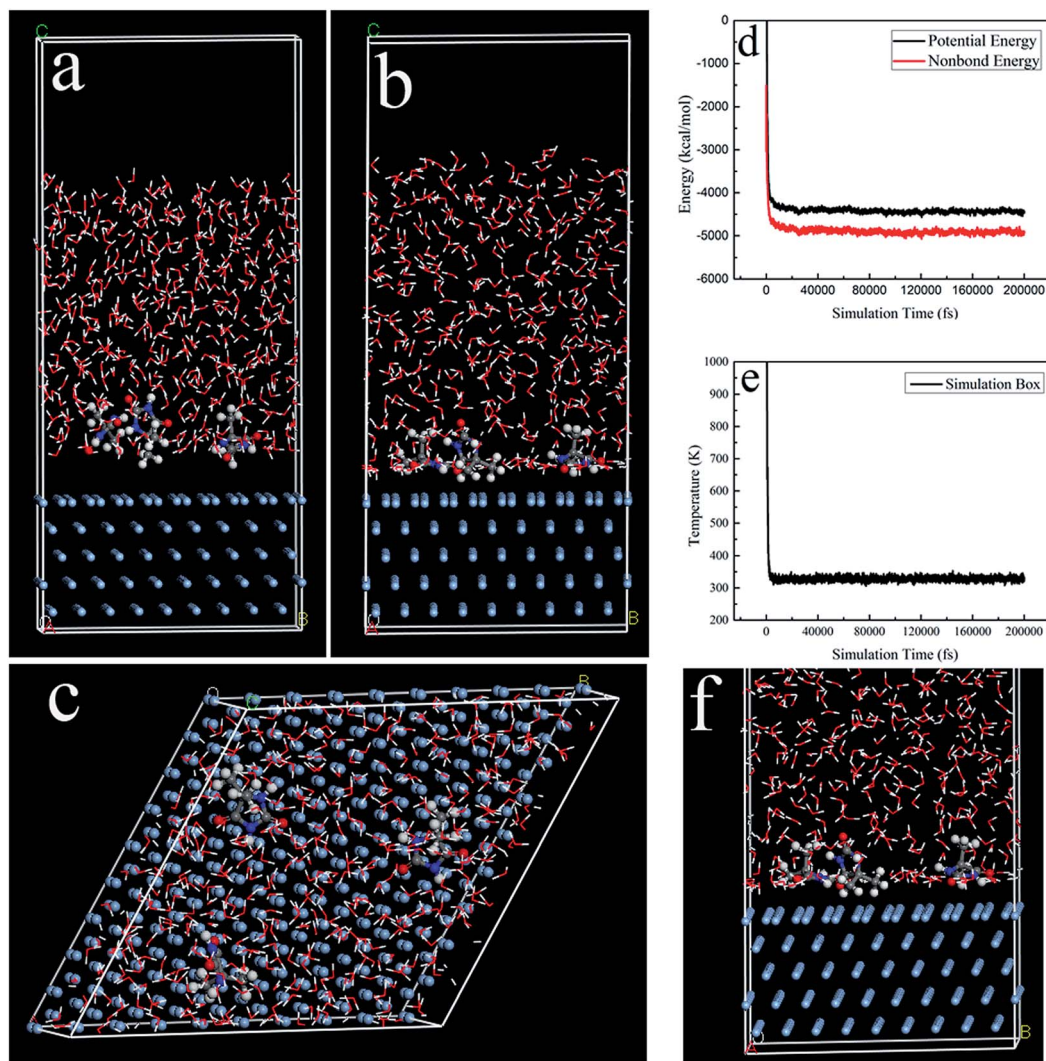 C
a
O
A
B
C
b
O
A
B
d
Potential Energy
Nonbond Energy
0
-1000
-2000
-3000
-4000
-5000
-6000
Energy (kcal/mol)
0 40000 80000 120000 160000 200000
Simulation Time (fs)
e
Simulation Box
1000
900
800
700
600
500
400
300
200
Temperature (K)
0 40000 80000 120000 160000 200000
Simulation Time (fs)
c
O
C
B
A
f
O
A
B